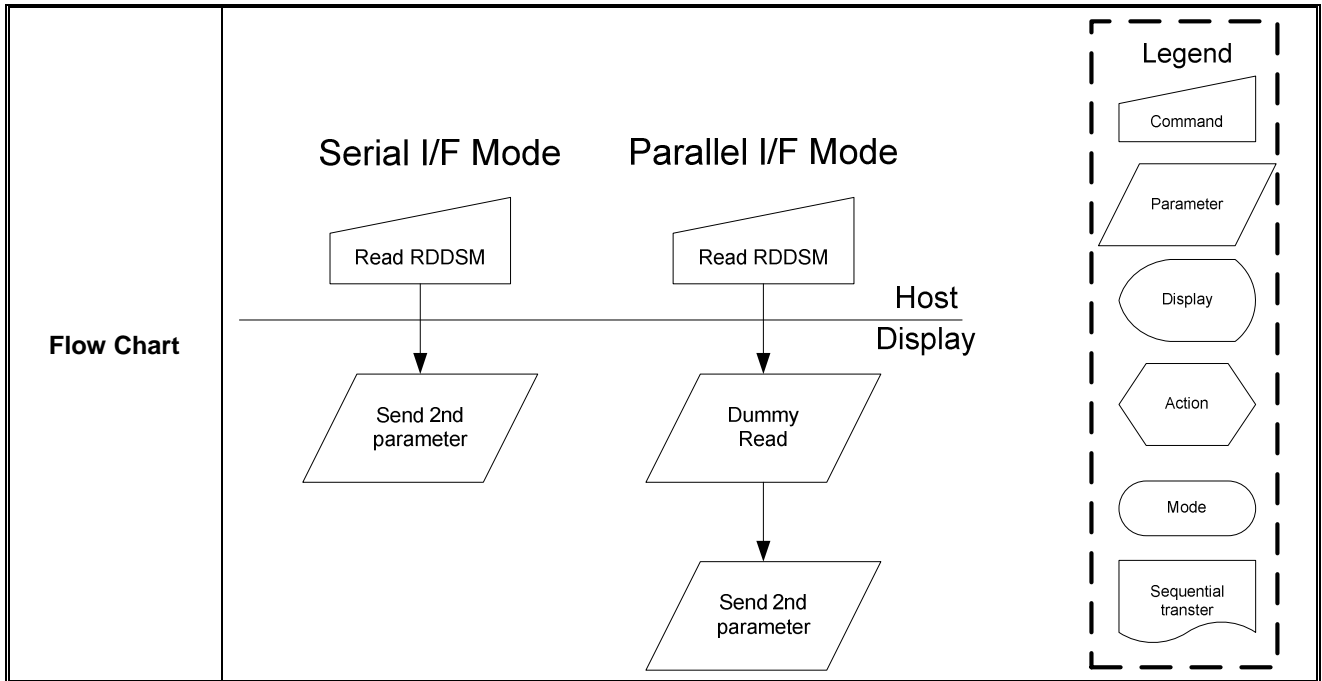 Flow Chart
Serial I/F Mode
Read RDDSM
Send 2nd
parameter
Parallel I/F Mode
Read RDDSM
Dummy
Read
Send 2nd
parameter
Host
Display
Legend
Command
Parameter
Display
Action
Mode
Sequential
transter